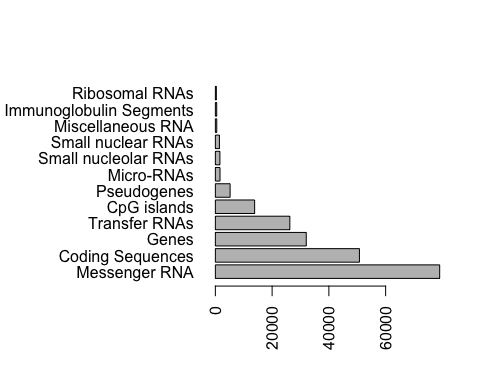 Ribosomal RNAs
Immunoglobulin Segments
Miscellaneous RNA
Small nuclear RNAs
Small nucleolar RNAs
Micro-RNAs
Pseudogenes
CpG islands
Transfer RNAs
Genes
Coding Sequences
Messenger RNA
0
20000
40000
60000